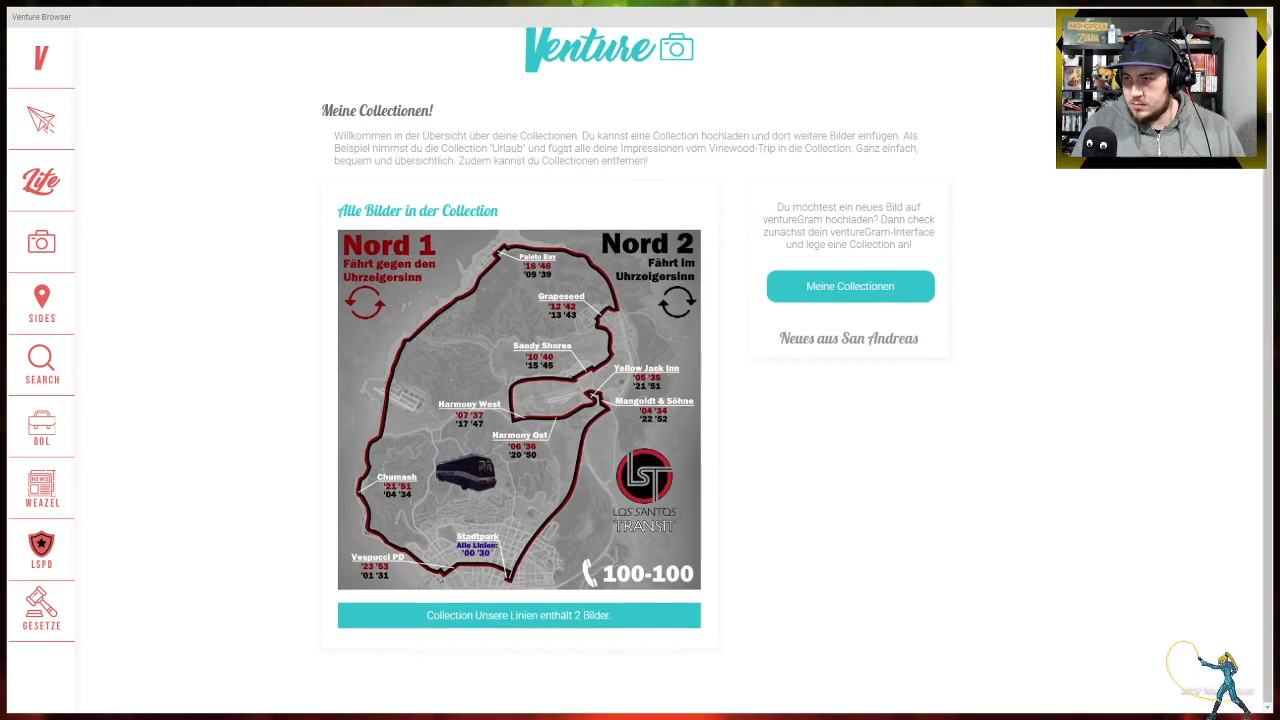 Venture Browser
V
SIDES
SEARCH
DOL
NEWS
WEAZEL
LSPD
GESETZE
Life
Venture
Meine Collectionen!
Willkommen in der Übersicht über deine Collectionen. Du kannst eine Collection hochladen und dort weitere Bilder einfügen. Als
Beispiel nimmst du die Collection "Urlaub" und fügst alle deine Impressionen vom Vinewood-Trip in die Collection. Ganz einfach,
bequem und übersichtlich. Zudem kannst du Collectionen entfernen!
Alle Bilder in der Collection
Nord 1
Fährt gegen den
Uhrzeigersinn
Nord 2
Fährt im
Uhrzeigersinn
Paleto Bay
'16 '46
'09 '39
Grapeseed
'12 '42
'13 '43
Sandy Shores
'10 '40
'15 '45
Yellow Jack Inn
'05 '35
'21 '51
Mangoldt & Söhne
'04 '34
'22 '52
Harmony West
'07 '37
'17 '47
Harmony Ost
'06 '36
'20 '50
Chumash
'21 '51
'04 '34
LST
LOS SANTOS
TRANSIT
Stadtpark
Alle Linien:
'00 '30
Vespucci PD
'23 '53
'01 '31
100-100
Collection Unsere Linien enthält 2 Bilder.
Du möchtest ein neues Bild auf
ventureGram hochladen? Dann check
zunächst dein ventureGram-Interface
und lege eine Collection an!
Meine Collectionen
Neues aus San Andreas
MONOPOLY
ZELDA